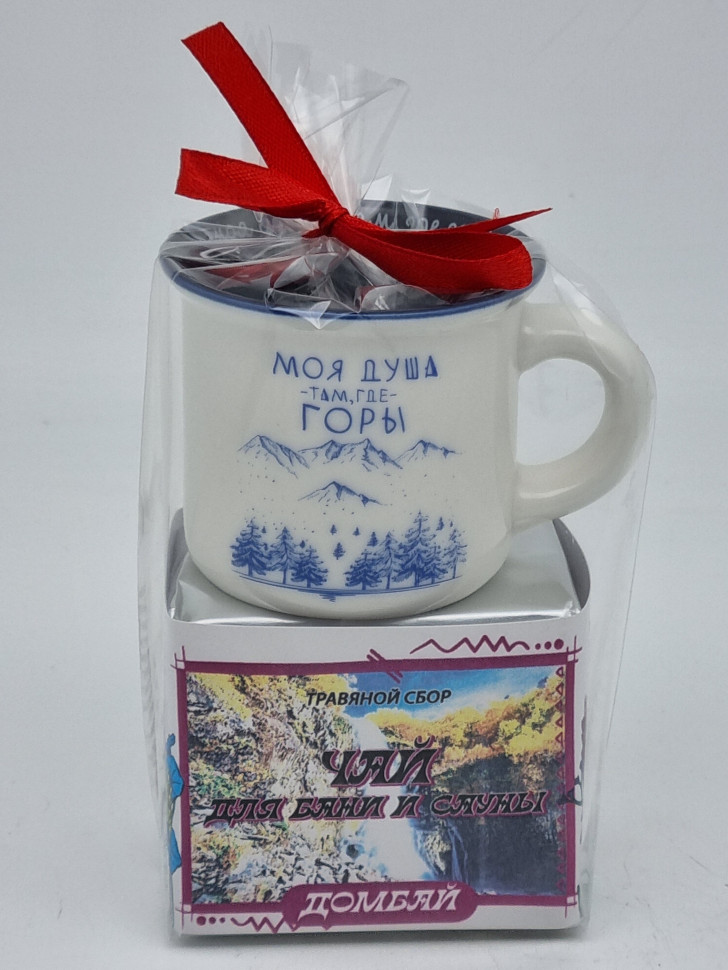 МОЯ ДУША
-ТАМ, ГДЕ-
ГОРЫ
ТРАВЯНОЙ СБОР
ЧАЙ
ДЛЯ БАНИ И САУНЫ
ДОМБАЙ